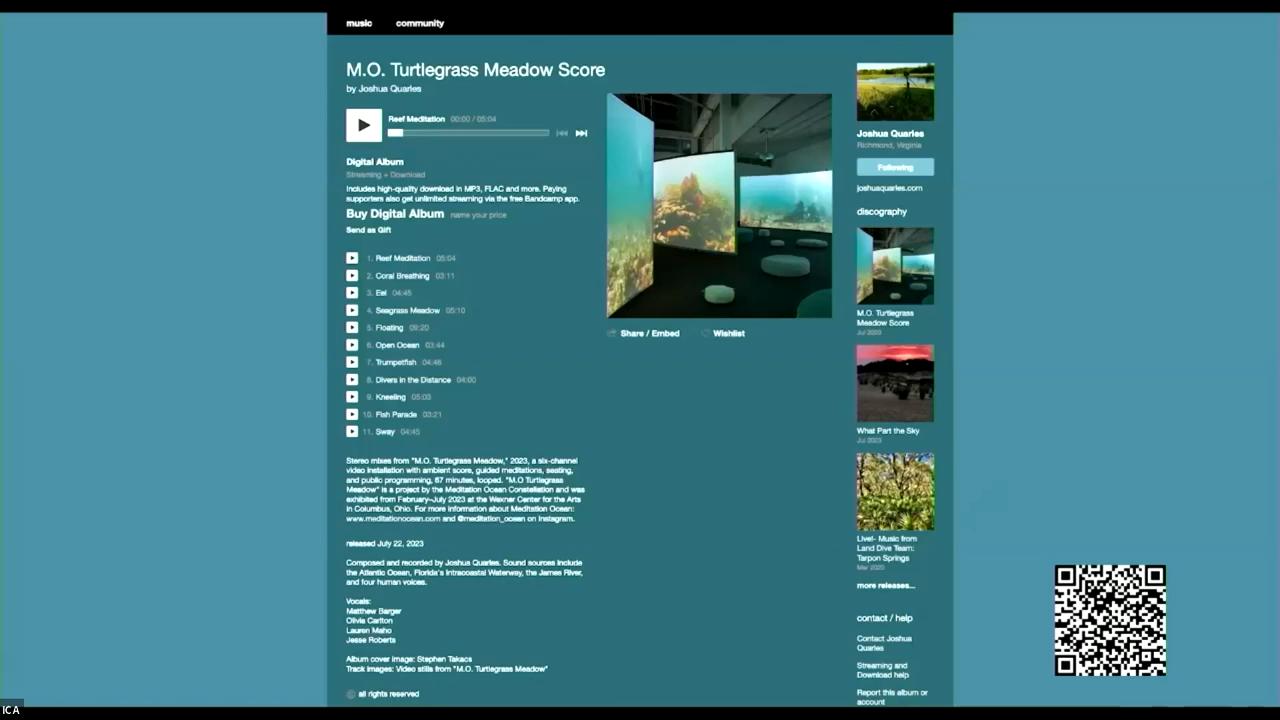 music community
M.O. Turtlegrass Meadow Score
by Joshua Quarles
Reef Meditation 00:00 / 05:04
Digital Album
Streaming + Download
Includes high-quality download in MP3, FLAC and more. Paying
supporters also get unlimited streaming via the free Bandcamp app.
Buy Digital Album name your price
Send as Gift
1. Reef Meditation 05:04
2. Coral Breathing 03:11
3. Eel 04:45
4. Seagrass Meadow 05:10
5. Floating 09:20
6. Open Ocean 03:44
7. Trumpetfish 04:46
8. Divers in the Distance 04:00
9. Kneeling 05:03
10. Fish Parade 03:21
11. Sway 04:45
Stereo mixes from "M.O. Turtlegrass Meadow," 2023, a six-channel
video installation with ambient score, guided meditations, seating,
and public programming, 67 minutes, looped. "M.O Turtlegrass
Meadow" is a project by the Meditation Ocean Constellation and was
exhibited from February–July 2023 at the Wexner Center for the Arts
in Columbus, Ohio. For more information about Meditation Ocean:
www.meditationocean.com and @meditation_ocean on Instagram.
released July 22, 2023
Composed and recorded by Joshua Quarles. Sound sources include
the Atlantic Ocean, Florida's Intracoastal Waterway, the James River,
and four human voices.
Vocals:
Matthew Barger
Olivia Carlton
Lauren Maho
Jesse Roberts
Album cover image: Stephen Takacs
Track images: Video stills from "M.O. Turtlegrass Meadow"
all rights reserved
Share / Embed Wishlist
Joshua Quarles
Richmond, Virginia
Following
joshuaquarles.com
discography
M.O. Turtlegrass
Meadow Score
Jul 2023
What Part the Sky
Jul 2023
Live!- Music from
Land Dive Team:
Tarpon Springs
Mar 2020
more releases...
contact / help
Contact Joshua
Quarles
Streaming and
Download help
Report this album or
account
ICA